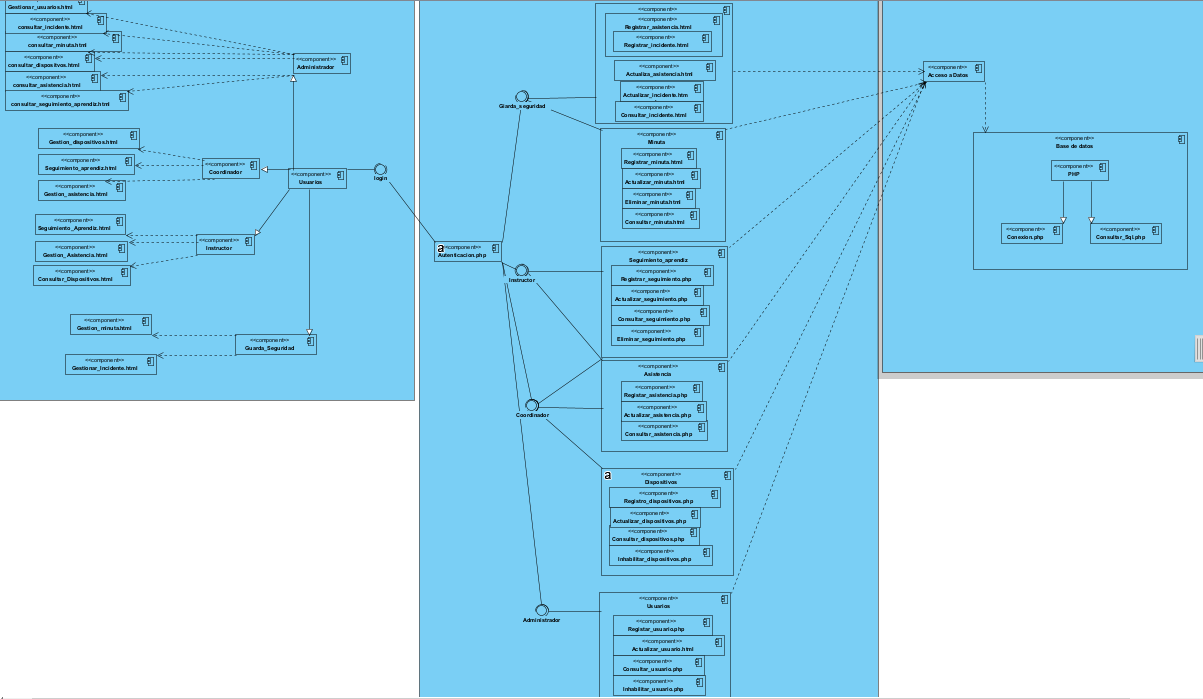 Gestionar_usuarios.html
<<component>>
consultar_incidente.html
<<component>>
consultar_minuta.html
<<component>>
consultar_dispositvos.html
<<component>>
consultar_asistencia.html
<<component>>
consultar_seguimiento_aprendiz.html
<<component>>
Administrador
<<component>>
Gestion_dispositivos.html
<<component>>
Seguimiento_aprendiz.html
<<component>>
Gestion_asistencia.html
<<component>>
Coordinador
<<component>>
Usuarios
login
<<component>>
Seguimiento_Aprendiz.html
<<component>>
Gestion_Asistencia.html
<<component>>
Consultar_Dispositivos.html
<<component>>
Instructor
<<component>>
Gestion_minuta.html
<<component>>
Gestionar_Incidente.html
<<component>>
Guarda_Seguridad
a
<<component>>
Autenticacion.php
Giarda_seguridad
Instructor
Coordinador
Administrador
<<component>>
<<component>>
Registrar_asistencia.html
<<component>>
Registrar_incidente.html
<<component>>
Actualiza_asistencia.html
<<component>>
Actualizar_incidente.htm
<<component>>
Consultar_incidente.html
<<component>>
Minuta
<<component>>
Registrar_minuta.html
<<component>>
Actualizar_minuta.html
<<component>>
Eliminar_minuta.html
<<component>>
Consultar_minuta.html
<<component>>
Seguimiento_aprendiz
<<component>>
Registrar_seguimiento.php
<<component>>
Actualizar_seguimiento.php
<<component>>
Consultar_seguimiento.php
<<component>>
Eliminar_seguimiento.php
<<component>>
Asistencia
<<component>>
Registar_asistencia.php
<<component>>
Actualizar_asistencia.php
<<component>>
Consultar_asistencia.php
a
<<component>>
Dispositivos
<<component>>
Registro_dispositivos.php
<<component>>
Actualizar_dispositivos.php
<<component>>
Consultar_dispositivos.php
<<component>>
Inhabilitar_dispositivos.php
<<component>>
Usuarios
<<component>>
Registar_usuario.php
<<component>>
Actualizar_usuario.html
<<component>>
Consultar_usuario.php
<<component>>
Inhabilitar_usuario.php
<<component>>
Acceso a Datos
<<component>>
Base de datos
<<component>>
PHP
<<component>>
Conexion.php
<<component>>
Consultar_Sql.php